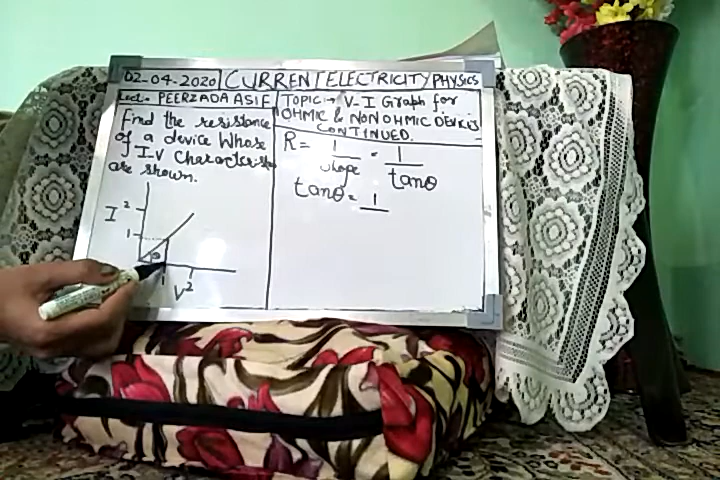 02-04-2020 CURRENT ELECTRICITY PHYSICS
Lect:- PEERZADA ASIF
TOPIC → V-I Graph for
OHMIC & NON OHMIC DEVICES
CONTINUED.
Find the resistance
of a device whose
of I-V characteristics
are shown.
I 2
1
θ
1 2
V
R = 1/slope = 1/tanθ
tanθ = 1